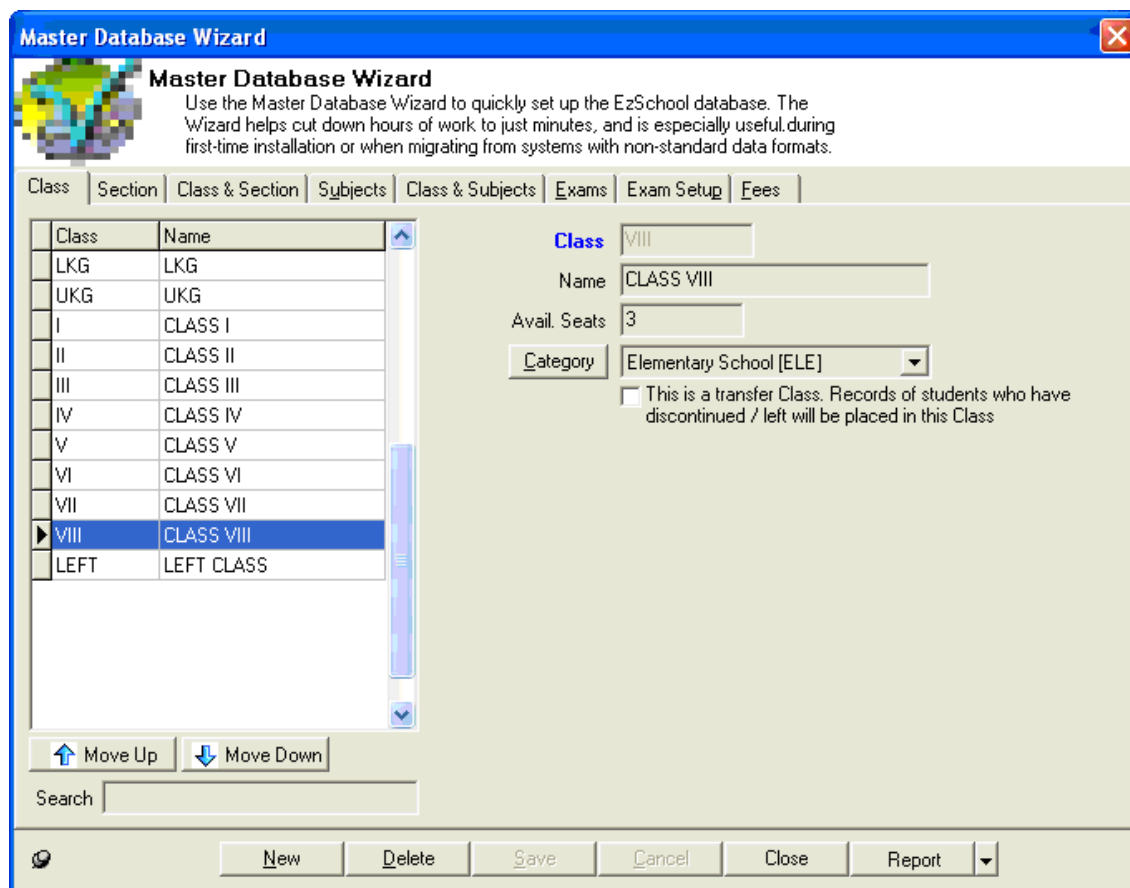 Master Database Wizard
Master Database Wizard
Use the Master Database Wizard to quickly set up the EzSchool database. The
Wizard helps cut down hours of work to just minutes, and is especially useful.during
first-time installation or when migrating from systems with non-standard data formats.
Class Section Class & Section Subjects Class & Subjects Exams Exam Setup Fees
Class Name
LKG LKG
UKG UKG
I CLASS I
II CLASS II
III CLASS III
IV CLASS IV
V CLASS V
VI CLASS VI
VII CLASS VII
VIII CLASS VIII
LEFT LEFT CLASS
Move Up Move Down
Search
Class VIII
Name CLASS VIII
Avail. Seats 3
Category Elementary School [ELE]
This is a transfer Class. Records of students who have
discontinued / left will be placed in this Class
New Delete Save Cancel Close Report